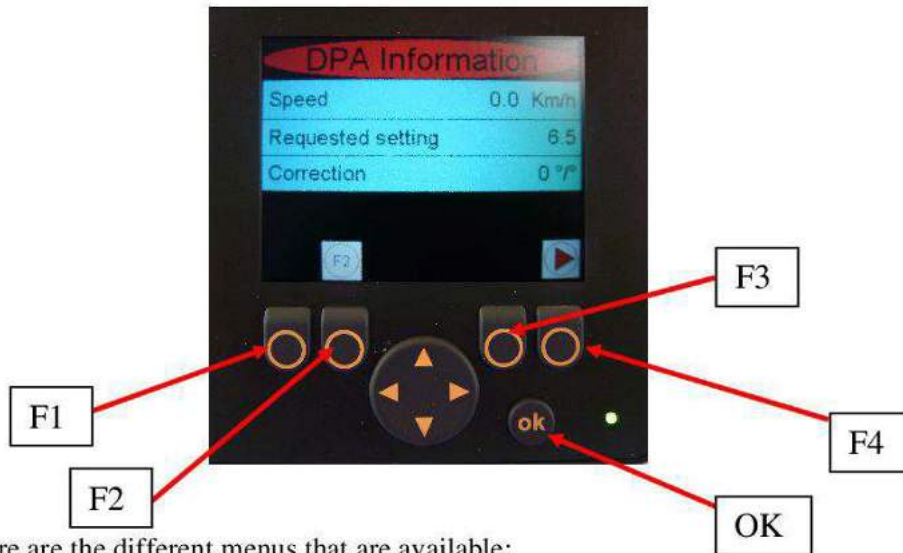 DPA Information
Speed 0.0 Km/h
Requested setting 6.5
Correction 0 °/°
F2
F3
F1
ok
F4
F2
OK
re are the different menus that are available: